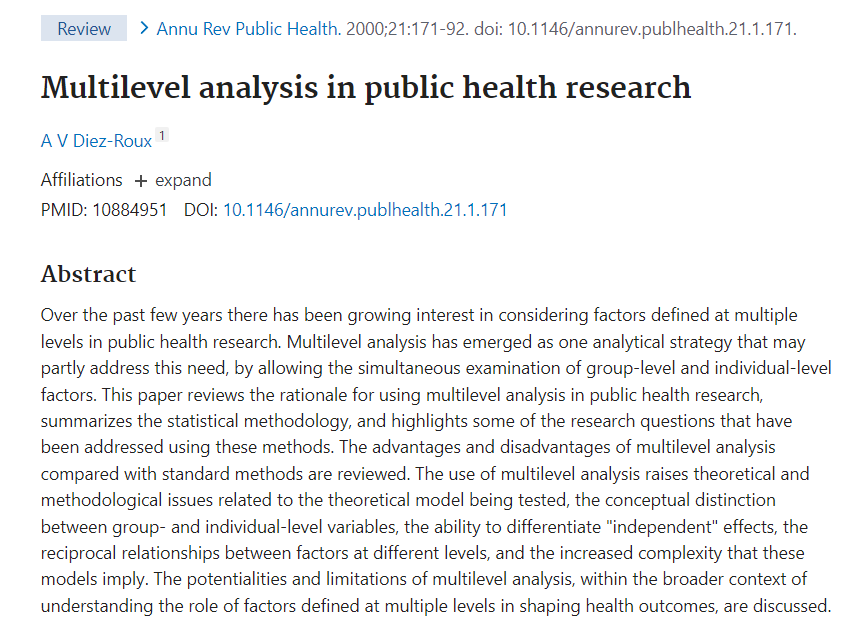 Review > Annu Rev Public Health. 2000;21:171-92. doi: 10.1146/annurev.publhealth.21.1.171.
Multilevel analysis in public health research
A V Diez-Roux 1
Affiliations + expand
PMID: 10884951 DOI: 10.1146/annurev.publhealth.21.1.171
Abstract
Over the past few years there has been growing interest in considering factors defined at multiple
levels in public health research. Multilevel analysis has emerged as one analytical strategy that may
partly address this need, by allowing the simultaneous examination of group-level and individual-level
factors. This paper reviews the rationale for using multilevel analysis in public health research,
summarizes the statistical methodology, and highlights some of the research questions that have
been addressed using these methods. The advantages and disadvantages of multilevel analysis
compared with standard methods are reviewed. The use of multilevel analysis raises theoretical and
methodological issues related to the theoretical model being tested, the conceptual distinction
between group- and individual-level variables, the ability to differentiate "independent" effects, the
reciprocal relationships between factors at different levels, and the increased complexity that these
models imply. The potentialities and limitations of multilevel analysis, within the broader context of
understanding the role of factors defined at multiple levels in shaping health outcomes, are discussed.